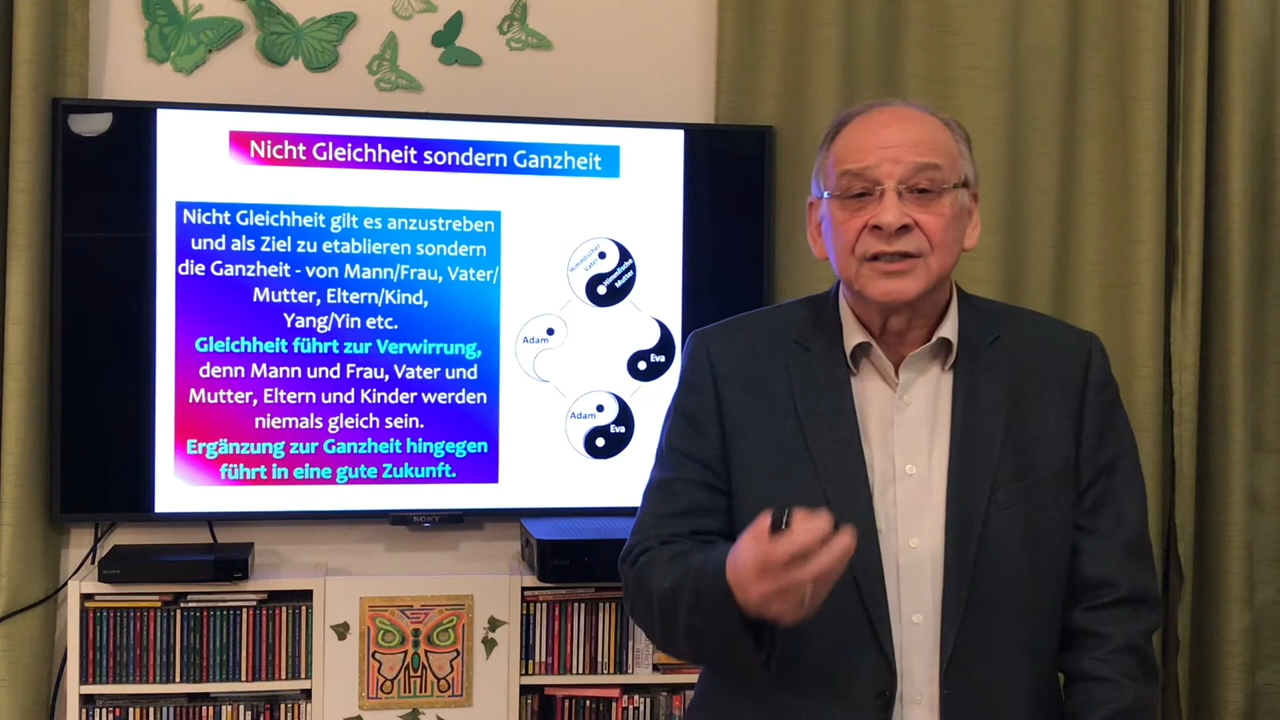 Nicht Gleichheit sondern Ganzheit
Nicht Gleichheit gilt es anzustreben
und als Ziel zu etablieren sondern
die Ganzheit - von Mann/Frau, Vater/
Mutter, Eltern/Kind,
Yang/Yin etc.
Gleichheit führt zur Verwirrung,
denn Mann und Frau, Vater und
Mutter, Eltern und Kinder werden
niemals gleich sein.
Ergänzung zur Ganzheit hingegen
führt in eine gute Zukunft.
Himmlischer
Vater
Himmlische
Mutter
Adam
Eva
Adam
Eva
SONY
SONY